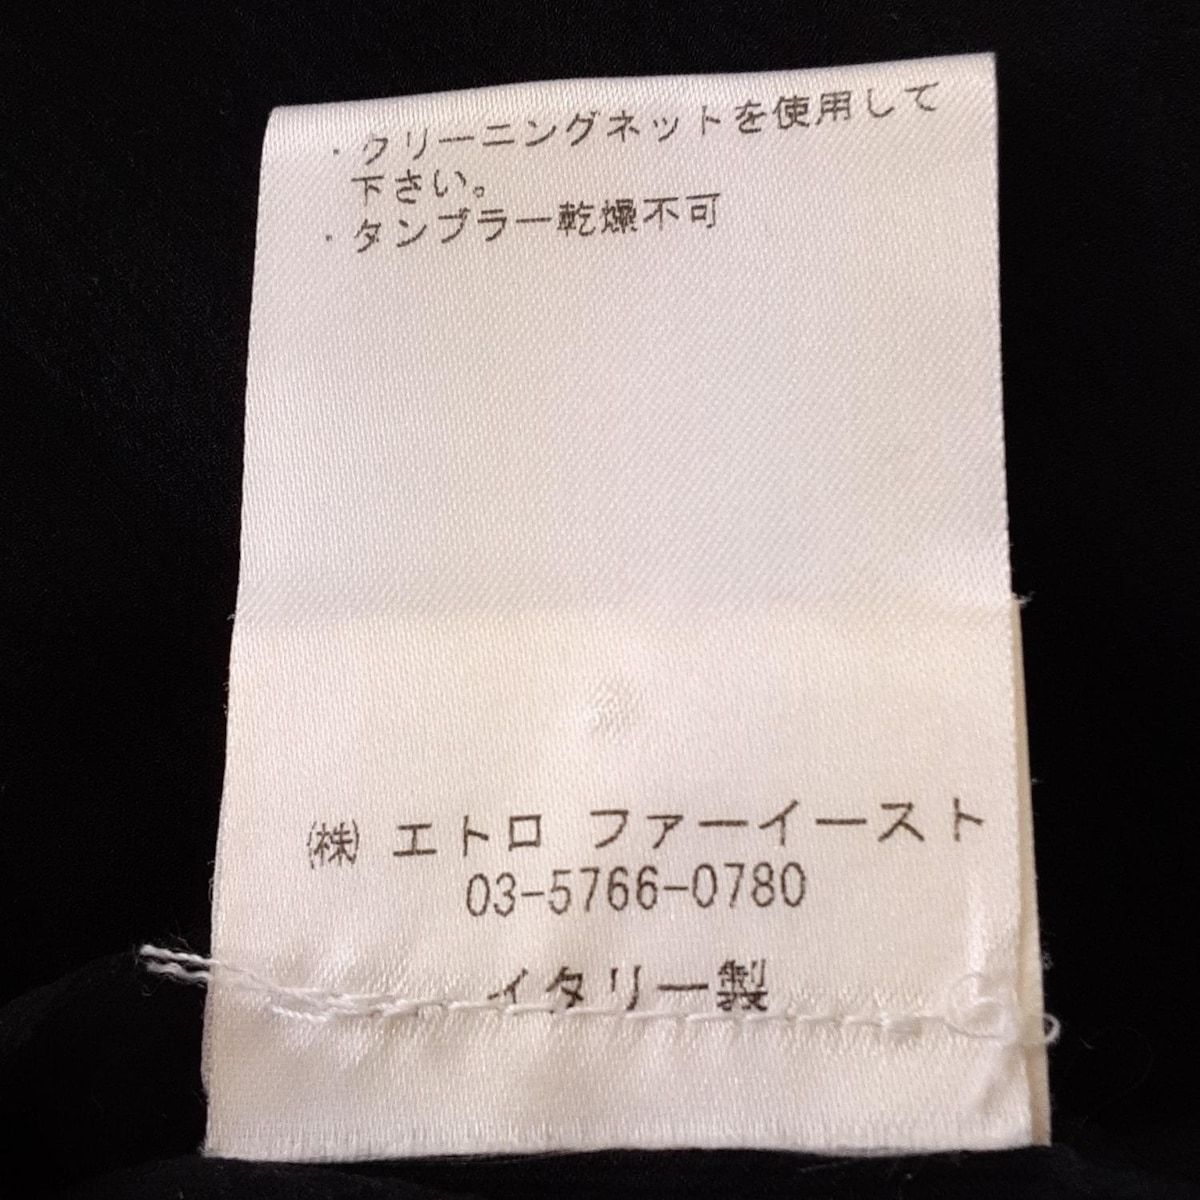 ・クリーニングネットを使用して
下さい。
・タンブラー乾燥不可
㈱ エトロ ファーイースト
03-5766-0780
イタリー製